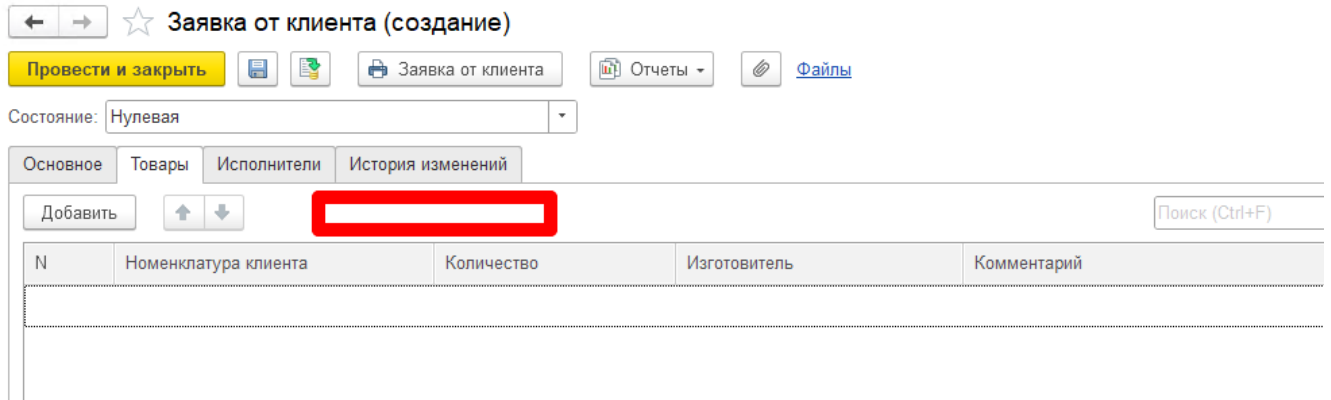 Заявка от клиента (создание)
Провести и закрыть Заявка от клиента Отчеты Файлы
Состояние: Нулевая
Основное Товары Исполнители История изменений
Добавить Поиск (Ctrl+F)
N Номенклатура клиента Количество Изготовитель Комментарий